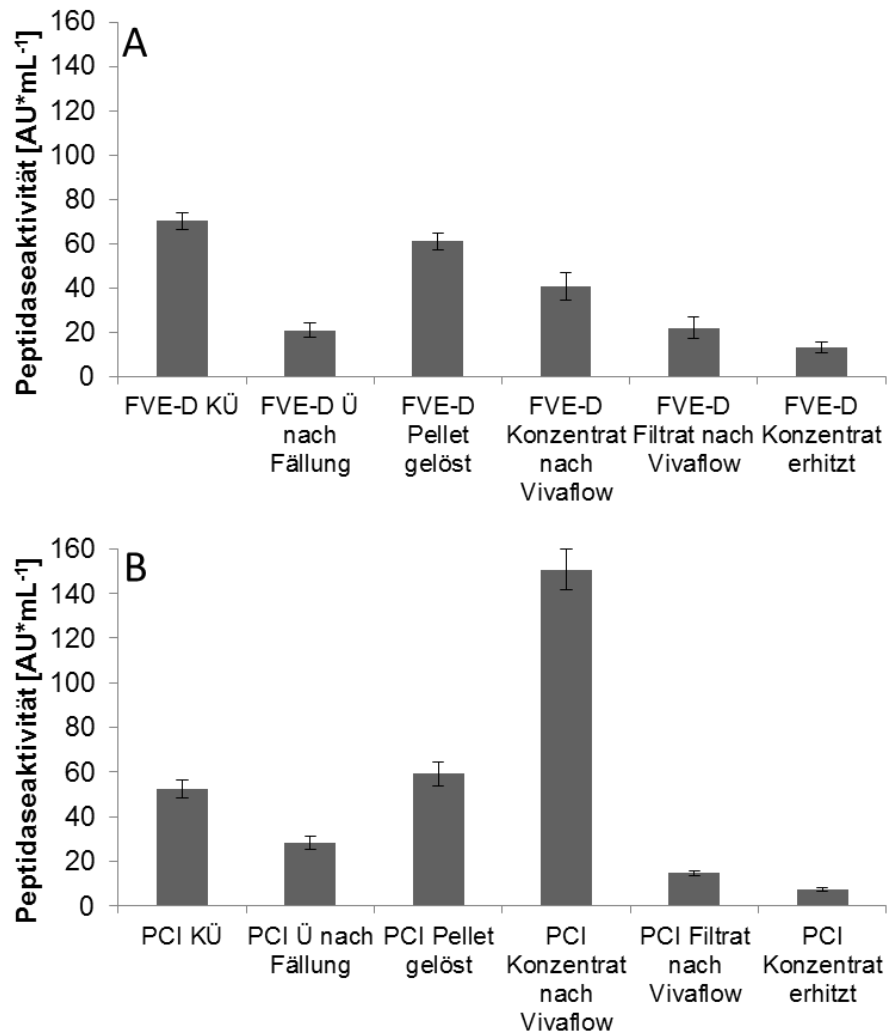 A
Peptidaseaktivität [AU*mL-1]
160
140
120
100
80
60
40
20
0
FVE-D KÜ
FVE-D Ü
nach
Fällung
FVE-D
Pellet
gelöst
FVE-D
Konzentrat
nach
Vivaflow
FVE-D
Filtrat nach
Vivaflow
FVE-D
Konzentrat
erhitzt
B
Peptidaseaktivität [AU*mL-1]
160
140
120
100
80
60
40
20
0
PCI KÜ
PCI Ü nach
Fällung
PCI Pellet
gelöst
PCI
Konzentrat
nach
Vivaflow
PCI Filtrat
nach
Vivaflow
PCI
Konzentrat
erhitzt